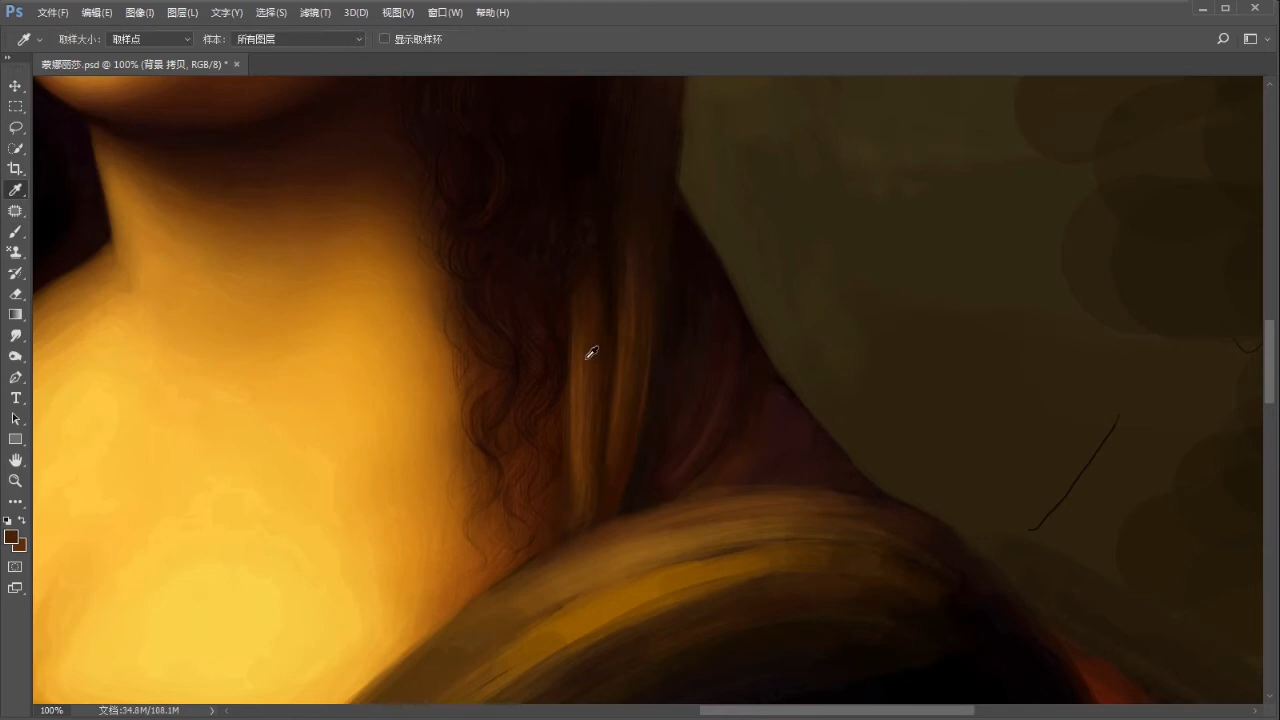 Ps 文件(F) 编辑(E) 图像(I) 图层(L) 文字(Y) 选择(S) 滤镜(T) 3D(D) 视图(V) 窗口(W) 帮助(H)
取样大小: 取样点 样本: 所有图层 显示取样环
蒙娜丽莎.psd @ 100% (背景 拷贝, RGB/8) * ×
T
100% 文档:34.8M/108.1M